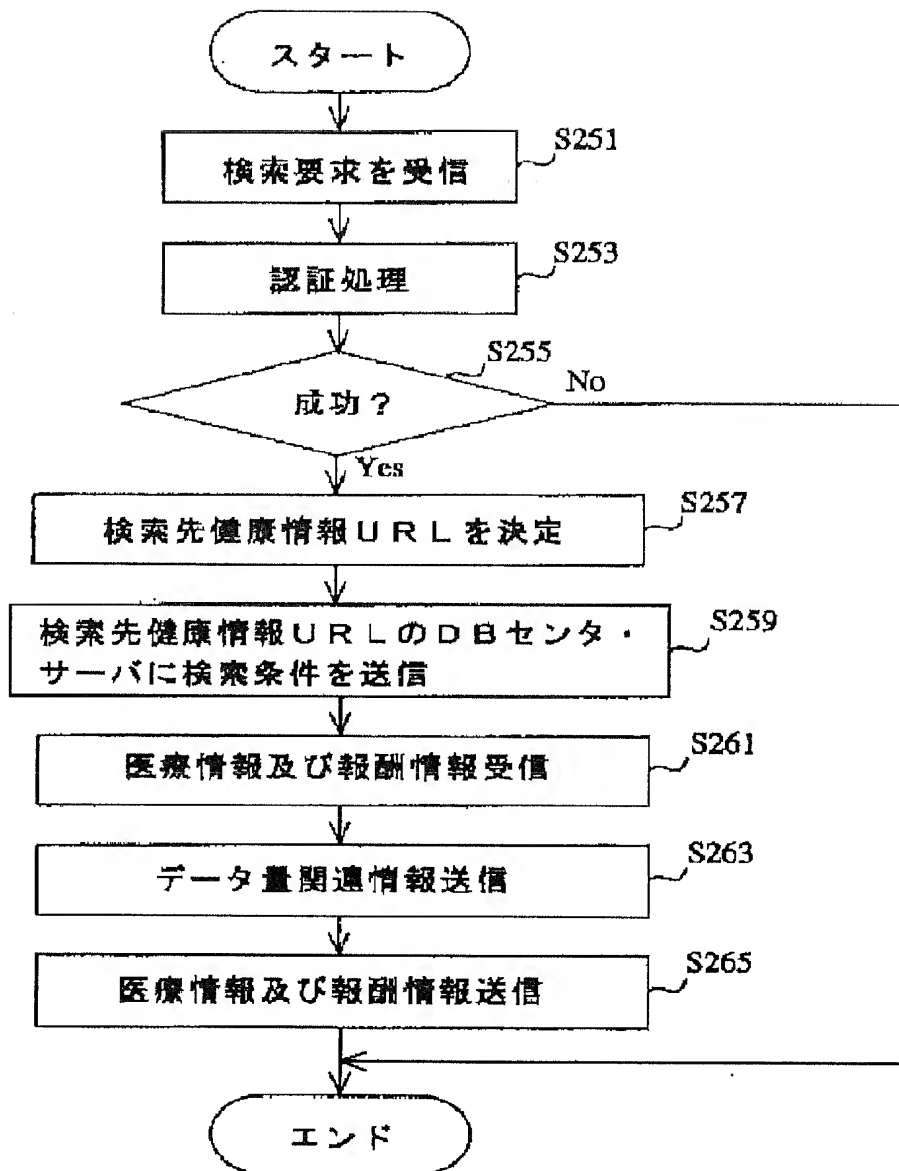 スタート
S251
検索要求を受信
S253
認証処理
S255
成功？
No
Yes
S257
検索先健康情報ＵＲＬを決定
S259
検索先健康情報ＵＲＬのＤＢセンタ・
サーバに検索条件を送信
S261
医療情報及び報酬情報受信
S263
データ量関連情報送信
S265
医療情報及び報酬情報送信
エンド